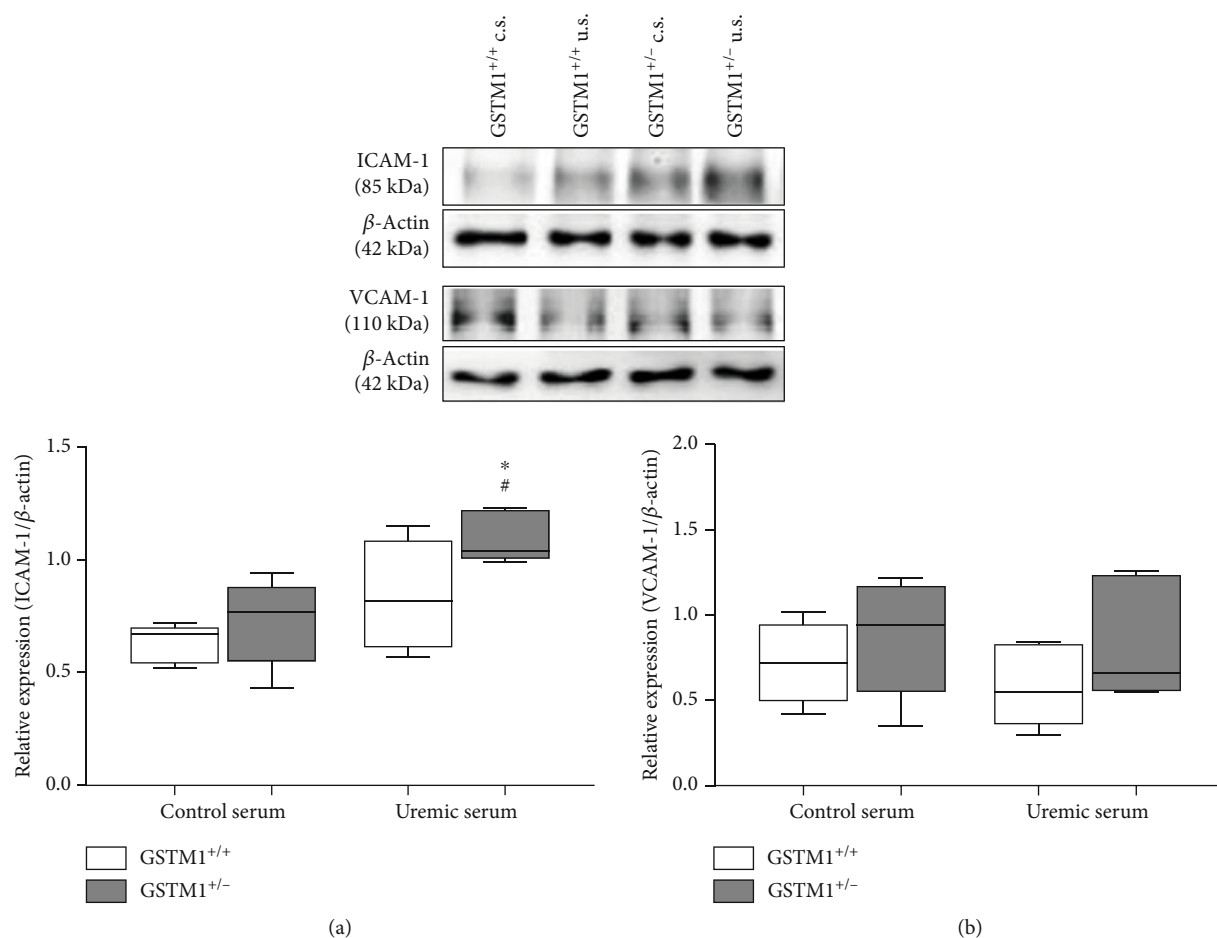 GSTM1+/+ c.s.
GSTM1+/+ u.s.
GSTM1+/− c.s.
GSTM1+/− u.s.
ICAM-1
(85 kDa)
β-Actin
(42 kDa)
VCAM-1
(110 kDa)
β-Actin
(42 kDa)
Relative expression (ICAM-1/β-actin)
1.5
1.0
0.5
0.0
*
#
Control serum
Uremic serum
GSTM1+/+
GSTM1+/−
(a)
Relative expression (VCAM-1/β-actin)
2.0
1.5
1.0
0.5
0.0
Control serum
Uremic serum
GSTM1+/+
GSTM1+/−
(b)